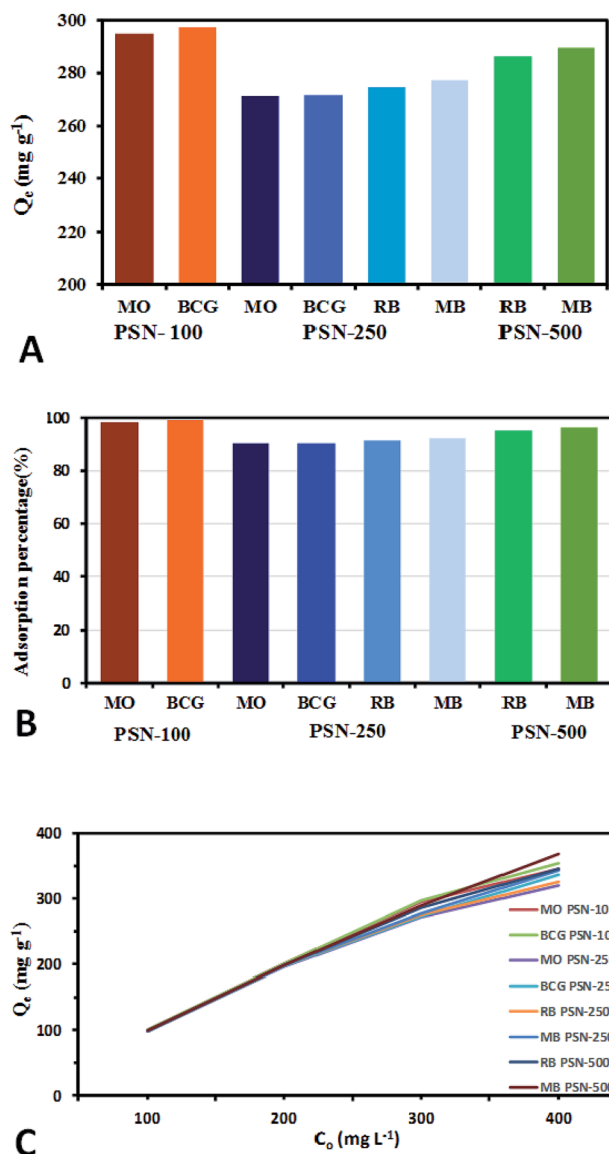 300
280
260
240
220
200
Qe (mg g-1)
MO BCG MO BCG RB MB RB MB
PSN- 100 PSN-250 PSN-500
A
100
80
60
40
20
0
Adsorption percentage(%)
MO BCG MO BCG RB MB RB MB
PSN-100 PSN-250 PSN-500
B
400
300
200
100
0
Qe (mg g-1)
MO PSN-10
BCG PSN-10
MO PSN-25
BCG PSN-25
RB PSN-250
MB PSN-250
RB PSN-500
MB PSN-500
100 200 300 400
Co (mg L-1)
C